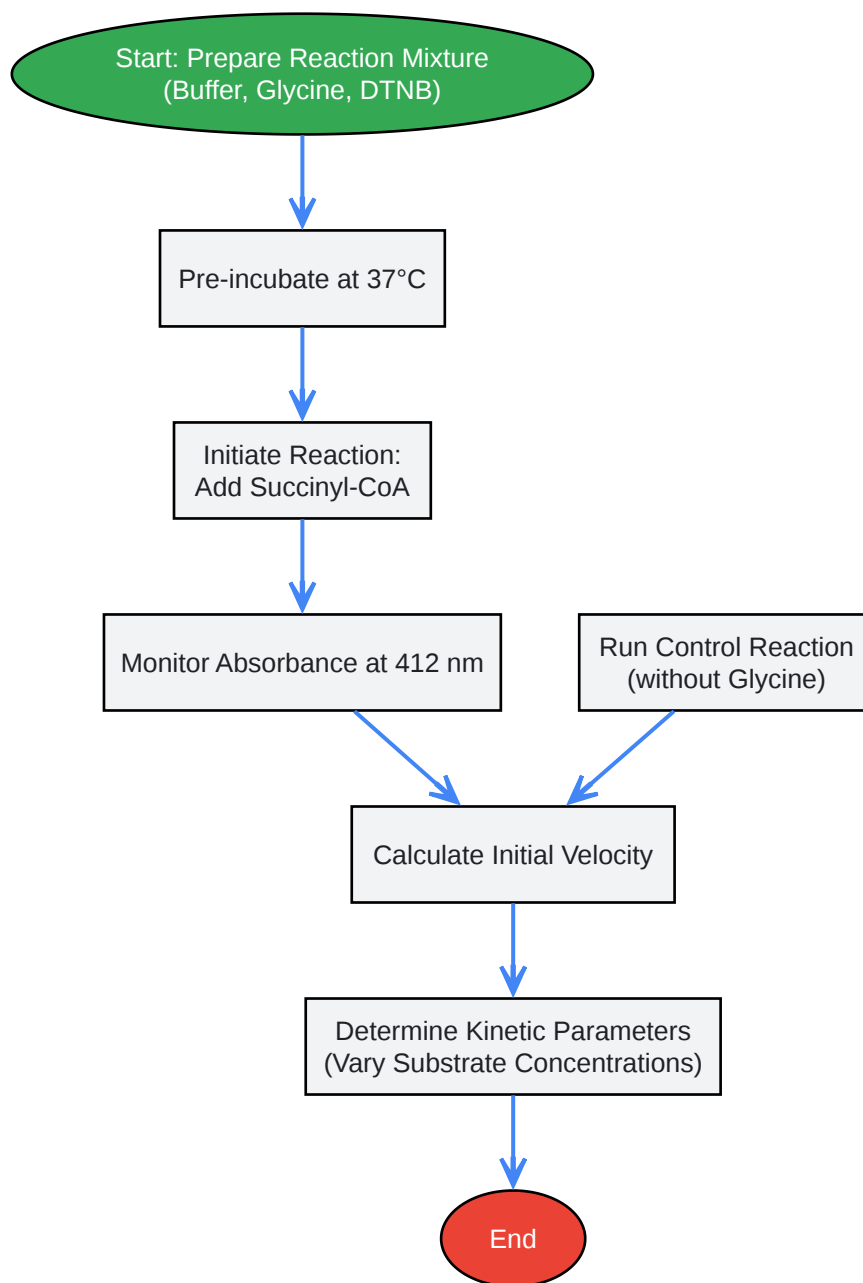 Start: Prepare Reaction Mixture
(Buffer, Glycine, DTNB)
Pre-incubate at 37°C
Initiate Reaction:
Add Succinyl-CoA
Monitor Absorbance at 412 nm
Run Control Reaction
(without Glycine)
Calculate Initial Velocity
Determine Kinetic Parameters
(Vary Substrate Concentrations)
End